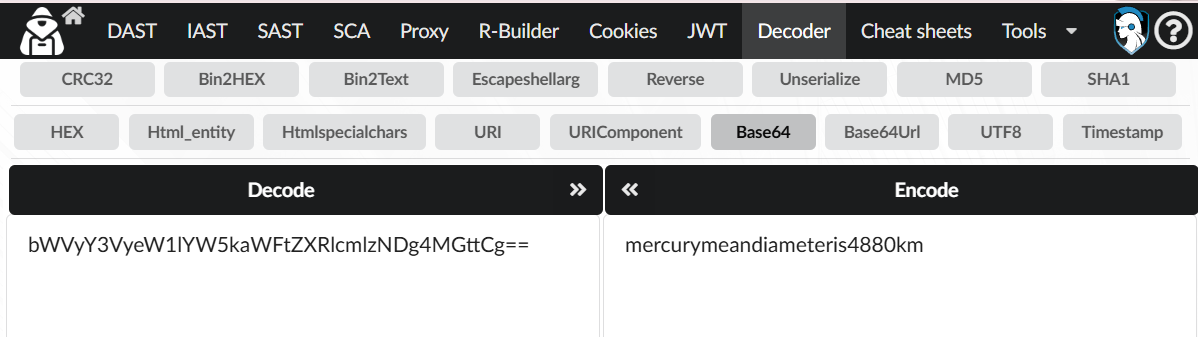 DAST IAST SAST SCA Proxy R-Builder Cookies JWT Decoder Cheat sheets Tools ?
CRC32 Bin2HEX Bin2Text Escapeshellarg Reverse Unserialize MD5 SHA1
HEX Html_entity Htmlspecialchars URI URIComponent Base64 Base64Url UTF8 Timestamp
Decode » « Encode
bWVyY3VyeW1lYW5kaWFtZXRlcmlzNDg4MGttCg== mercurymeandiameteris4880km